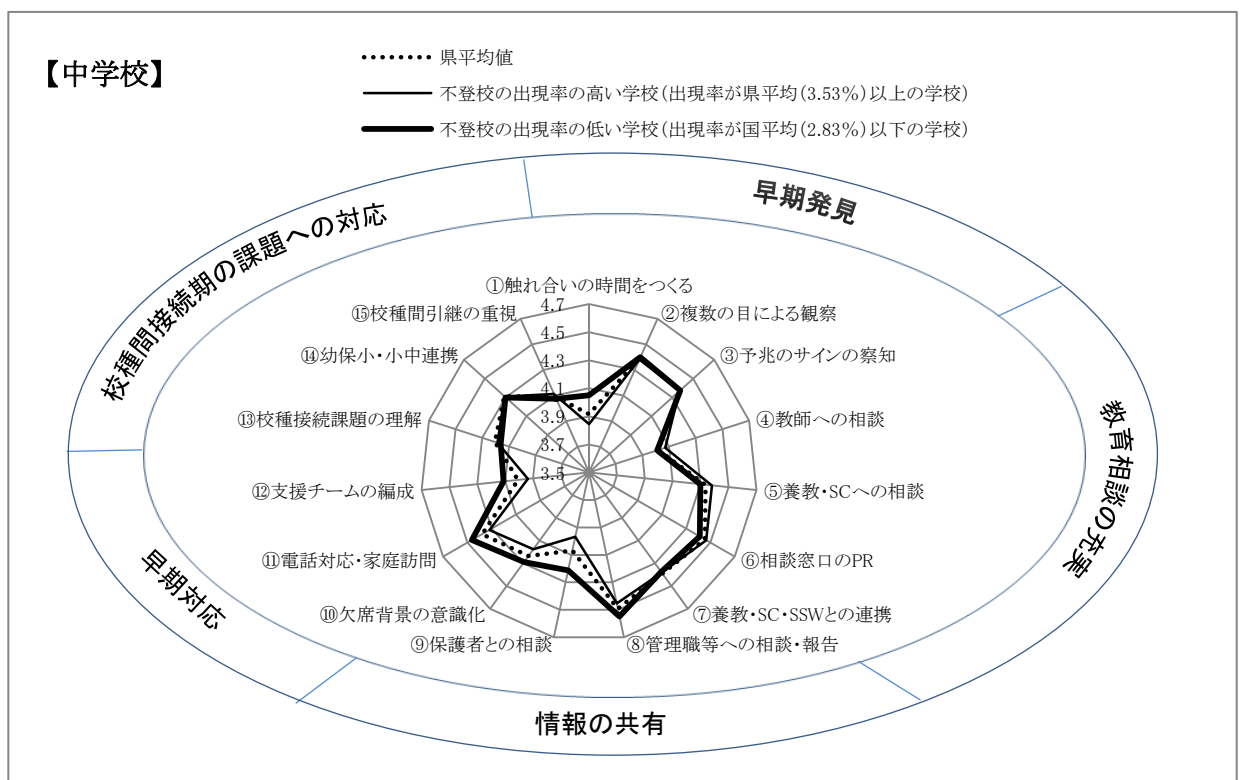 【中学校】
県平均値
不登校の出現率の高い学校(出現率が県平均(3.53%)以上の学校)
不登校の出現率の低い学校(出現率が国平均(2.83%)以下の学校)
早期発見
校種間接続期の課題への対応
教育相談の充実
早期対応
情報の共有
①触れ合いの時間をつくる
②複数の目による観察
③予兆のサインの察知
④教師への相談
⑤養教・SCへの相談
⑥相談窓口のPR
⑦養教・SC・SSWとの連携
⑧管理職等への相談・報告
⑨保護者との相談
⑩欠席背景の意識化
⑪電話対応・家庭訪問
⑫支援チームの編成
⑬校種接続課題の理解
⑭幼保小・小中連携
⑮校種間引継の重視
4.7
4.5
4.3
4.1
3.9
3.7
3.5